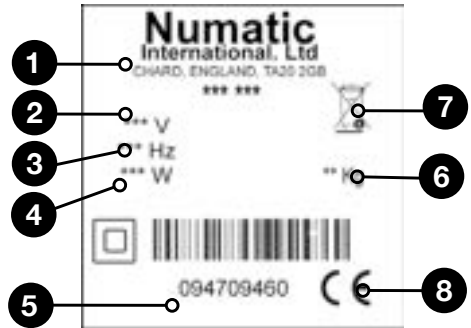 Numatic
International. Ltd
CHARD, ENGLAND, TA20 2GB
*** ***
1
2
*** V
7
3
*** Hz
4
*** W
** Kg
6
5
094709460
CE
8